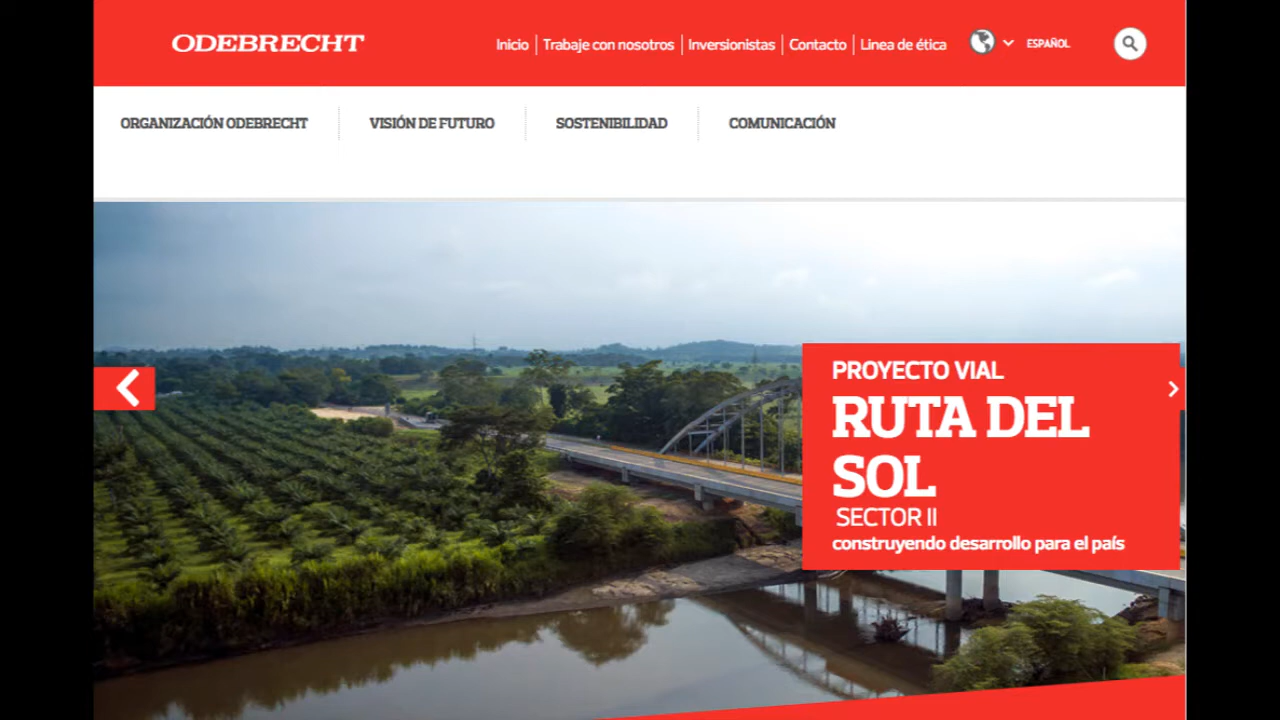 ODEBRECHT
Inicio | Trabaje con nosotros | Inversionistas | Contacto | Linea de ética
ESPAÑOL
ORGANIZACIÓN ODEBRECHT
VISIÓN DE FUTURO
SOSTENIBILIDAD
COMUNICACIÓN
PROYECTO VIAL
RUTA DEL
SOL
SECTOR II
construyendo desarrollo para el país